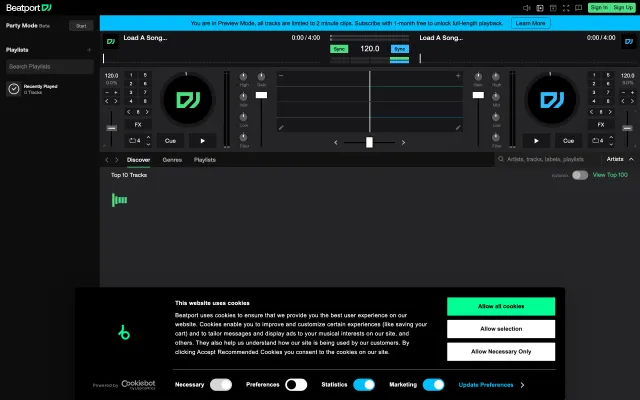 Beatport DJ
Sign In
Sign Up
You are in Preview Mode, all tracks are limited to 2 minute clips. Subscribe with 1-month free to unlock full-length playback.
Learn More
Party Mode Beta
Start
Playlists
Search Playlists
Recently Played
0 Tracks
Load A Song...
0:00 / 4:00
Sync
120.0
Sync
Load A Song...
0:00 / 4:00
120.0
0.0%
1 5
2 6
3 7
4 8
8
FX
4
Cue
1
High
Mid
Low
Filter
Gain
Gain
High
Mid
Low
Filter
1
Cue
1 5
2 6
3 7
4 8
8
FX
4
120.0
0.0%
Discover
Genres
Playlists
Artists, tracks, labels, playlists
Artists
Top 10 Tracks
View Top 100
This website uses cookies
Beatport uses cookies to ensure that we provide you the best user experience on our
website. Cookies enable you to improve and customize certain experiences (like saving
your cart) and to tailor messages and display ads to your musical interests on our site, and
others. They also help us understand how our site is being used by our customers. By
clicking Accept Recommended Cookies you consent to the cookies on our site.
Allow all cookies
Allow selection
Allow Necessary Only
Powered by Cookiebot
by Usercentrics
Necessary
Preferences
Statistics
Marketing
Update Preferences